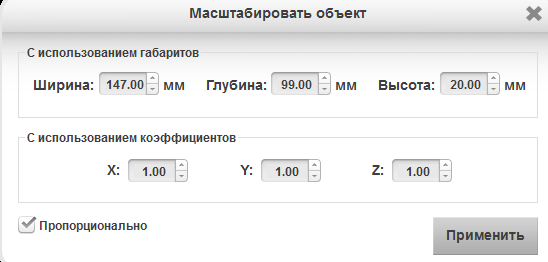 Масштабировать объект
С использованием габаритов
Ширина: 147.00 мм Глубина: 99.00 мм Высота: 20.00 мм
С использованием коэффициентов
X: 1.00 Y: 1.00 Z: 1.00
Пропорционально
Применить